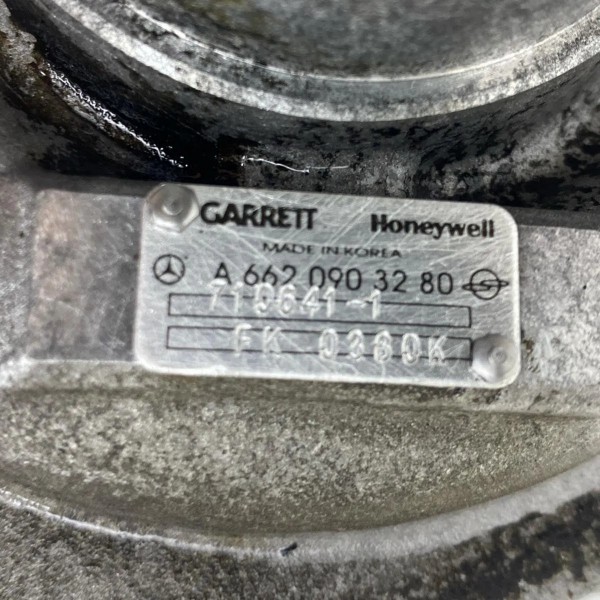 GARRETT Honeywell
MADE IN KOREA
A 662 090 32 80
710641-1
FK 0360K